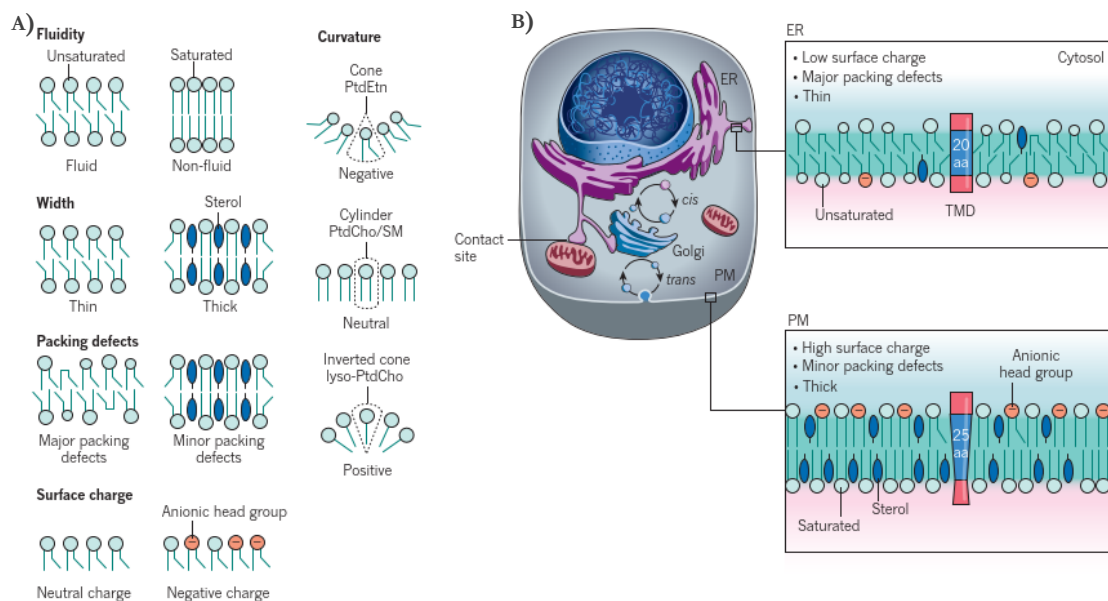 A)
Fluidity
Unsaturated
Saturated
Fluid
Non-fluid
Width
Sterol
Thin
Thick
Packing defects
Major packing
defects
Minor packing
defects
Surface charge
Anionic head group
Neutral charge
Negative charge
Curvature
Cone
PtdEtn
Negative
Cylinder
PtdCho/SM
Neutral
Inverted cone
lyso-PtdCho
Positive
B)
ER
cis
Golgi
Contact
site
trans
PM
ER
• Low surface charge
Cytosol
• Major packing defects
• Thin
20
aa
Unsaturated
TMD
PM
• High surface charge
• Minor packing defects
• Thick
Anionic
head group
25
aa
Sterol
Saturated